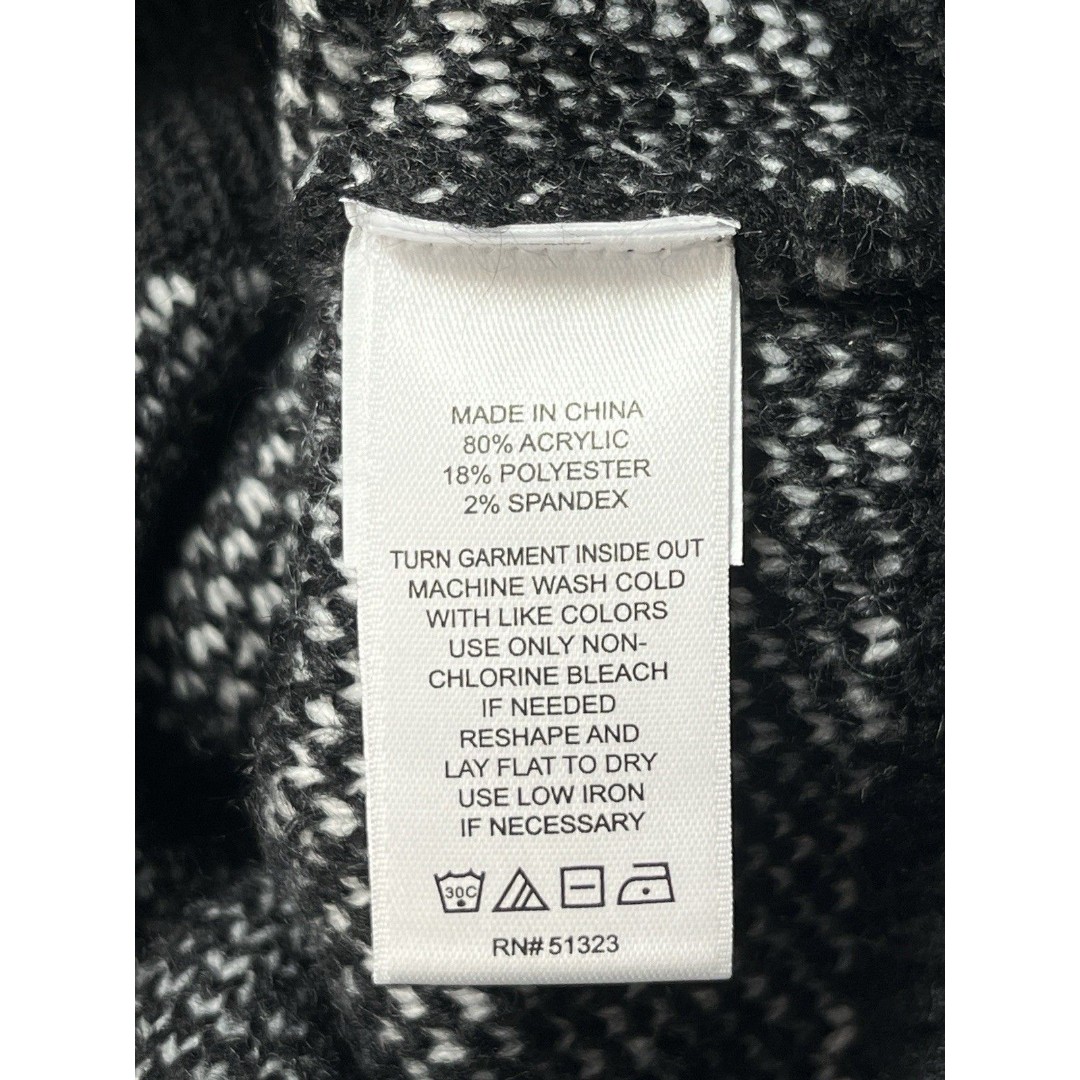 MADE IN CHINA
80% ACRYLIC
18% POLYESTER
2% SPANDEX
TURN GARMENT INSIDE OUT
MACHINE WASH COLD
WITH LIKE COLORS
USE ONLY NON-
CHLORINE BLEACH
IF NEEDED
RESHAPE AND
LAY FLAT TO DRY
USE LOW IRON
IF NECESSARY
30C
RN# 51323